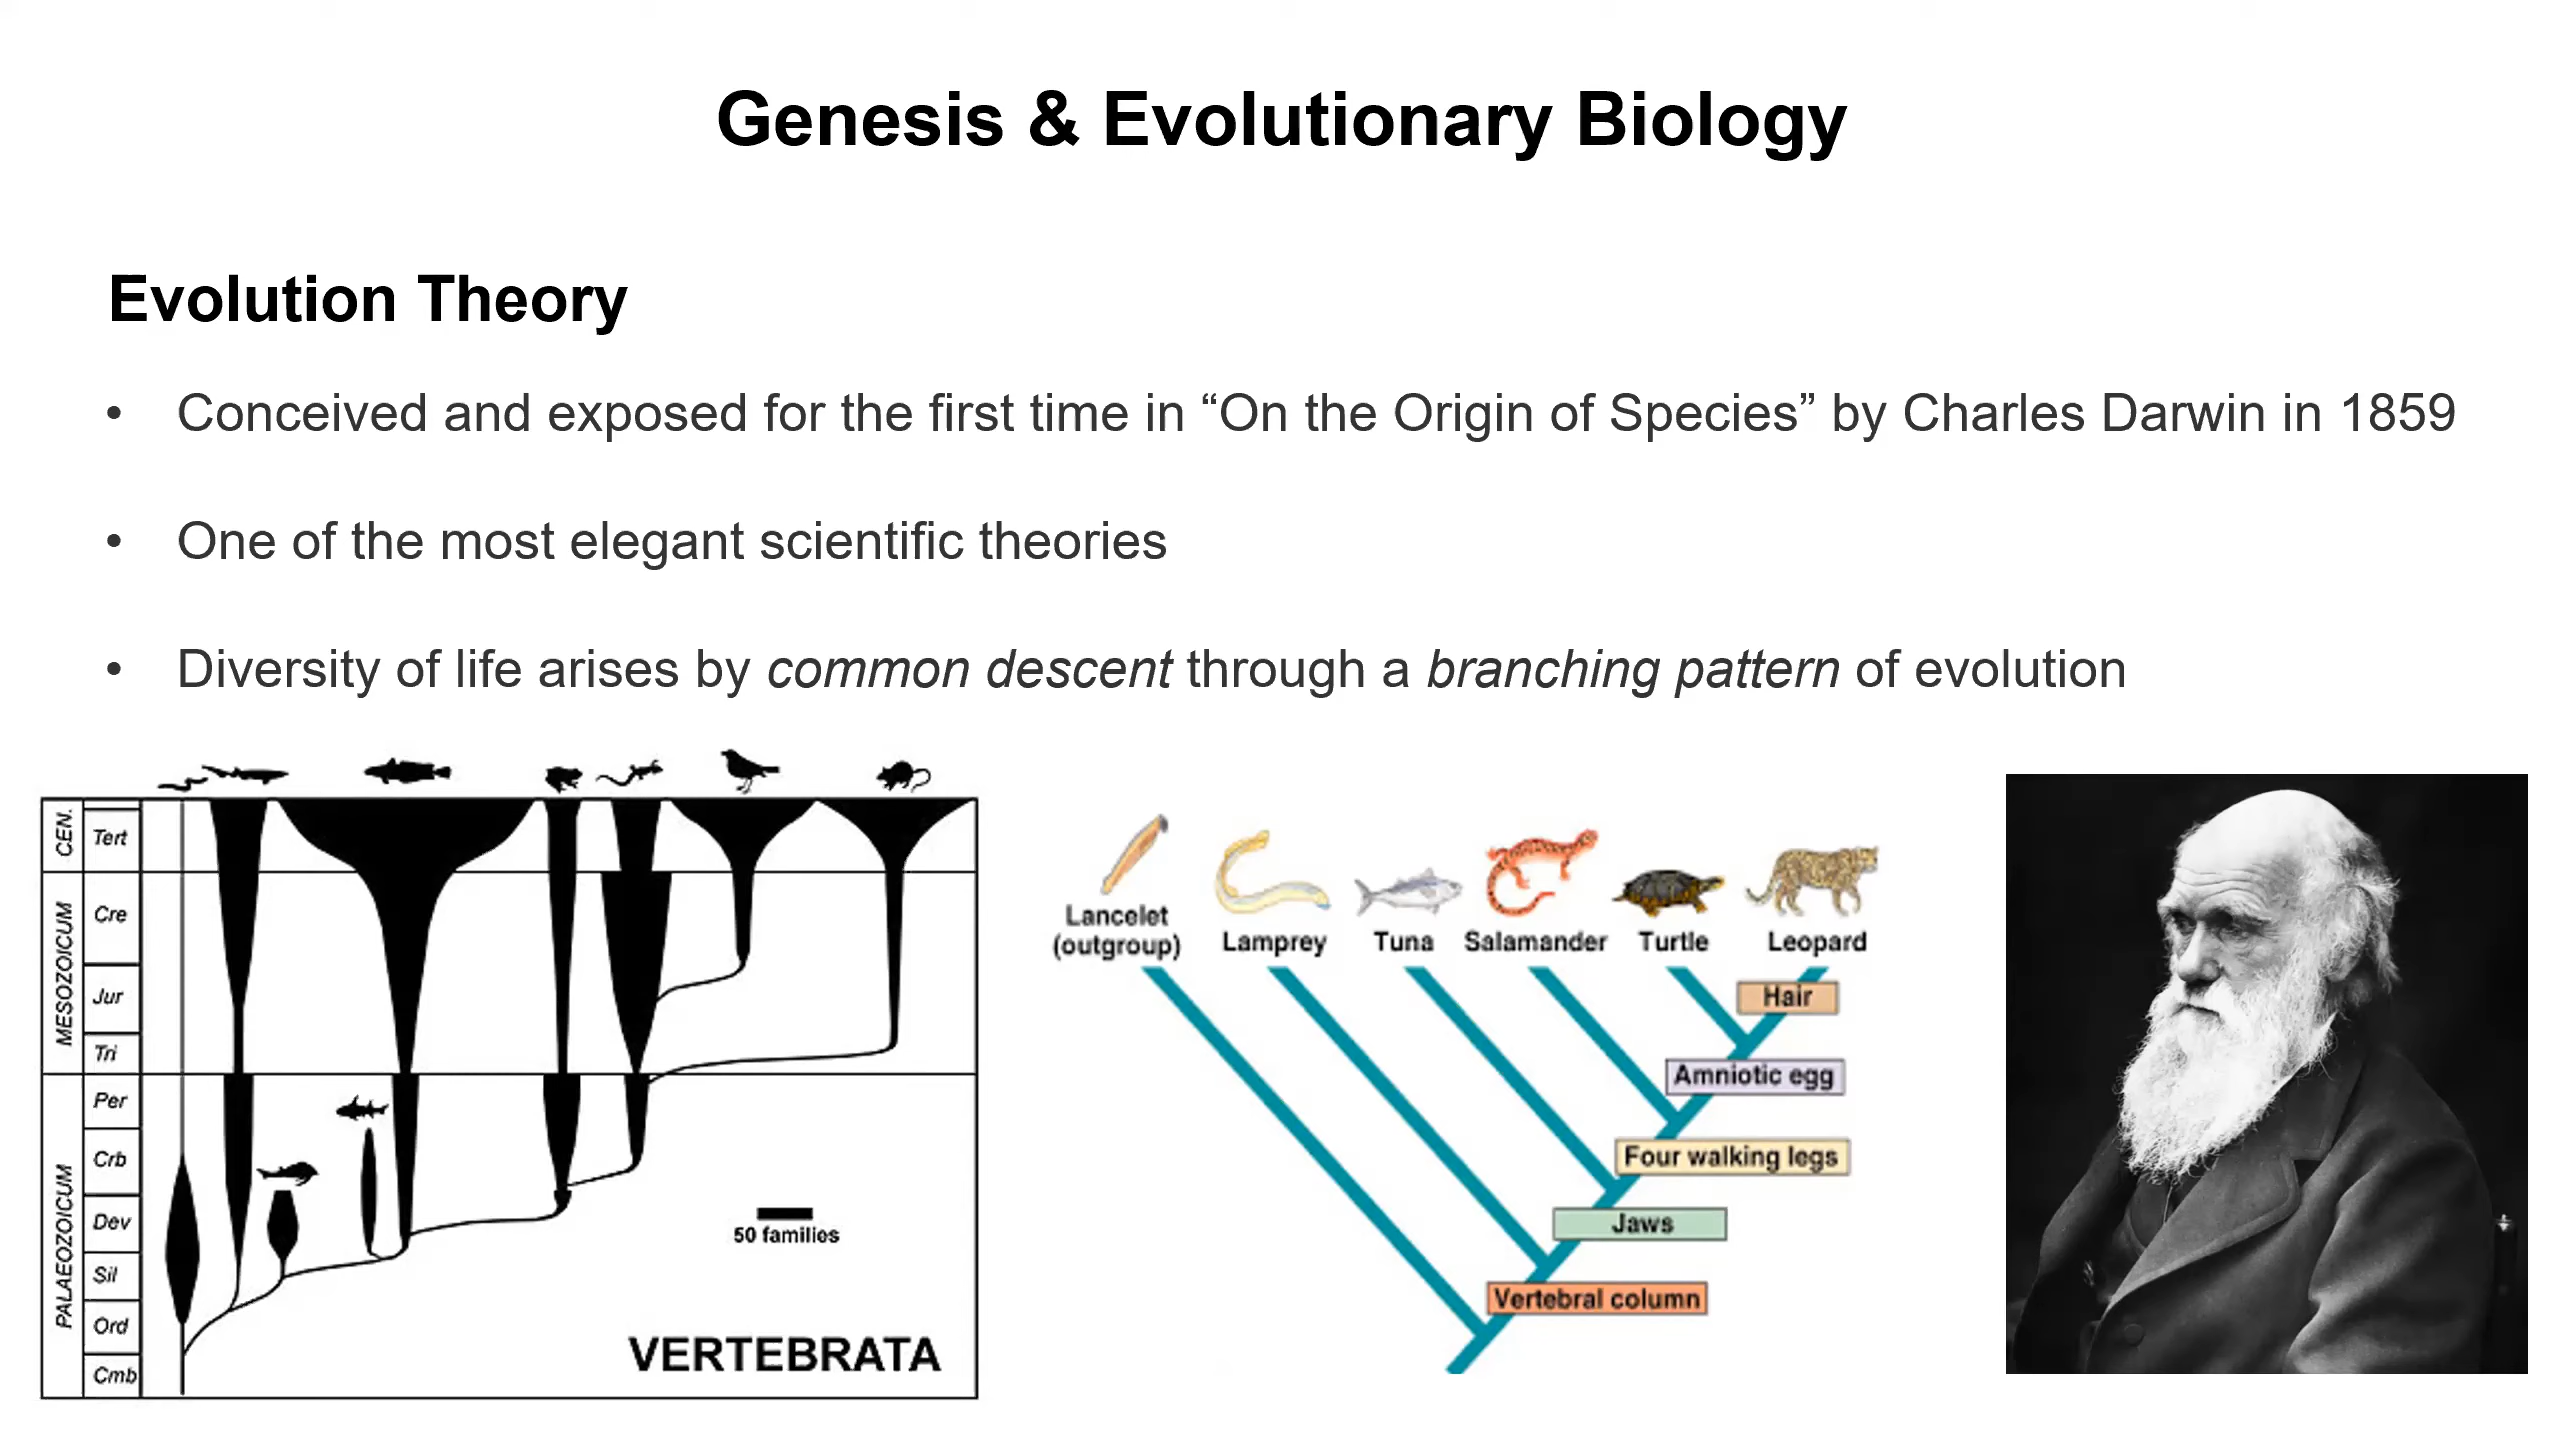 Genesis & Evolutionary Biology
Evolution Theory
• Conceived and exposed for the first time in “On the Origin of Species” by Charles Darwin in 1859
• One of the most elegant scientific theories
• Diversity of life arises by common descent through a branching pattern of evolution
CEN.
Tert
MESOZOICUM
Cre
Jur
Tri
PALAEOZOICUM
Per
Crb
Dev
Sil
Ord
Cmb
50 families
VERTEBRATA
Lancelet
(outgroup)
Lamprey
Tuna
Salamander
Turtle
Leopard
Hair
Amniotic egg
Four walking legs
Jaws
Vertebral column